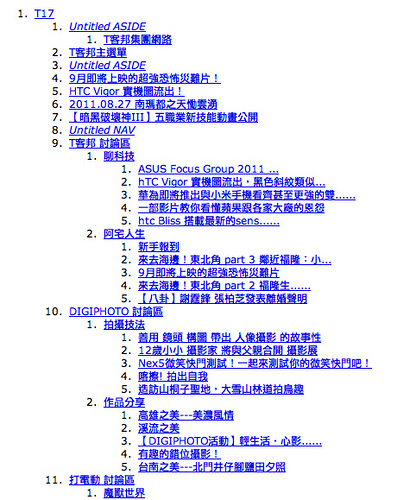 1. T17
1. Untitled ASIDE
1. T客邦集團網路
2. T客邦主選單
3. Untitled ASIDE
4. 9月即將上映的超強恐怖災難片！
5. HTC Vigor 實機圖流出！
6. 2011.08.27 南瑪都之天慟雲湧
7. 【暗黑破壞神III】五職業新技能動畫公開
8. Untitled NAV
9. T客邦 討論區
1. 聊科技
1. ASUS Focus Group 2011 ...
2. hTC Vigor 實機圖流出，黑色斜紋類似...
3. 華為即將推出與小米手機看齊甚至更強的雙......
4. 一部影片教你看懂蘋果跟各家大廠的恩怨
5. htc Bliss 搭載最新的sens......
2. 阿宅人生
1. 新手報到
2. 來去海邊！東北角 part 3 鄰近福隆：小...
3. 9月即將上映的超強恐怖災難片
4. 來去海邊！東北角 part 2 福隆生......
5. 【八卦】謝霆鋒 張柏芝發表離婚聲明
10. DIGIPHOTO 討論區
1. 拍攝技法
1. 善用 鏡頭 構圖 帶出 人像攝影 的故事性
2. 12歲小小 攝影家 將與父親合開 攝影展
3. Nex5微笑快門測試！一起來測試你的微笑快門吧！
4. 喀擦! 拍出自我
5. 造訪山桐子聖地，大雪山林道拍鳥趣
2. 作品分享
1. 高雄之美---美濃風情
2. 溪流之美
3. 【DIGIPHOTO活動】輕生活．心影......
4. 有趣的錯位攝影！
5. 台南之美---北門井仔腳鹽田夕照
11. 打電動 討論區
1. 魔獸世界